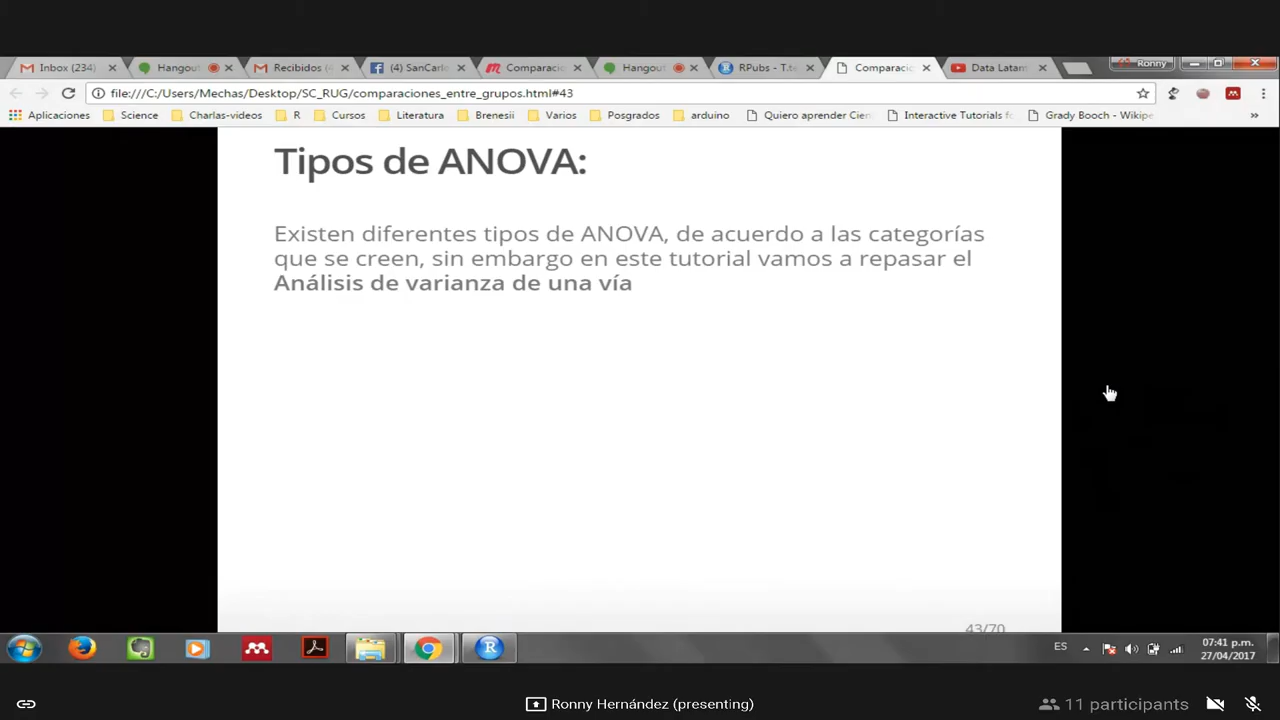 Inbox (234)
Hangout
Recibidos (
(4) SanCarlo
Comparacio
Hangout
RPubs - T.te
Comparacio
Data Latam
Ronny
file:///C:/Users/Mechas/Desktop/SC_RUG/comparaciones_entre_grupos.html#43
Aplicaciones
Science
Charlas-videos
R
Cursos
Literatura
Brenesii
Varios
Posgrados
arduino
Quiero aprender Cien
Interactive Tutorials fo
Grady Booch - Wikipe
»
Tipos de ANOVA:
Existen diferentes tipos de ANOVA, de acuerdo a las categorías
que se creen, sin embargo en este tutorial vamos a repasar el
Análisis de varianza de una vía
43/70
ES
07:41 p.m.
27/04/2017
Ronny Hernández (presenting)
11 participants